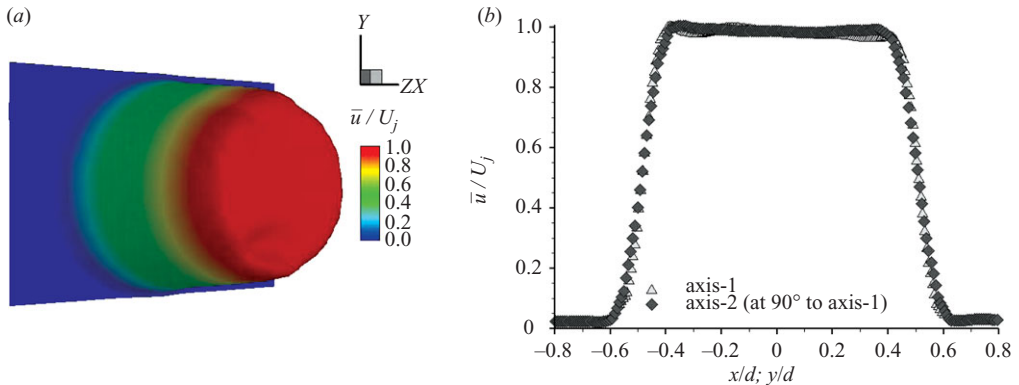 (a)
Y
ZX
u̅ / U_j
1.0
0.8
0.6
0.4
0.2
0.0
(b)
1.0
0.8
0.6
0.4
0.2
0
u̅ / U_j
axis-1
axis-2 (at 90° to axis-1)
–0.8 –0.6 –0.4 –0.2 0 0.2 0.4 0.6 0.8
x/d; y/d